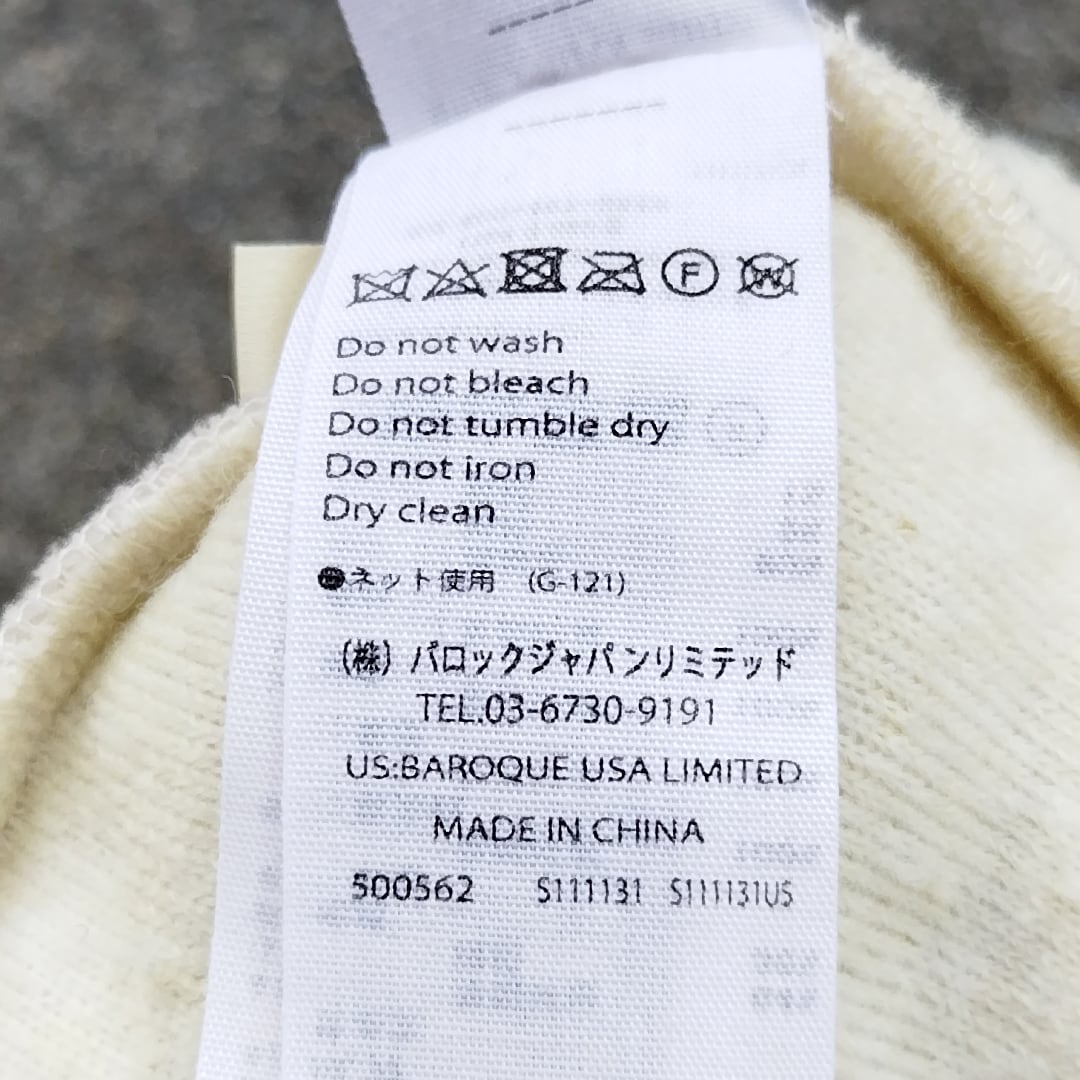 F W
Do not wash
Do not bleach
Do not tumble dry
Do not iron
Dry clean
●ネット使用 (G-121)
(株) バロックジャパンリミテッド
TEL.03-6730-9191
US:BAROQUE USA LIMITED
MADE IN CHINA
500562 S111131 S111131US